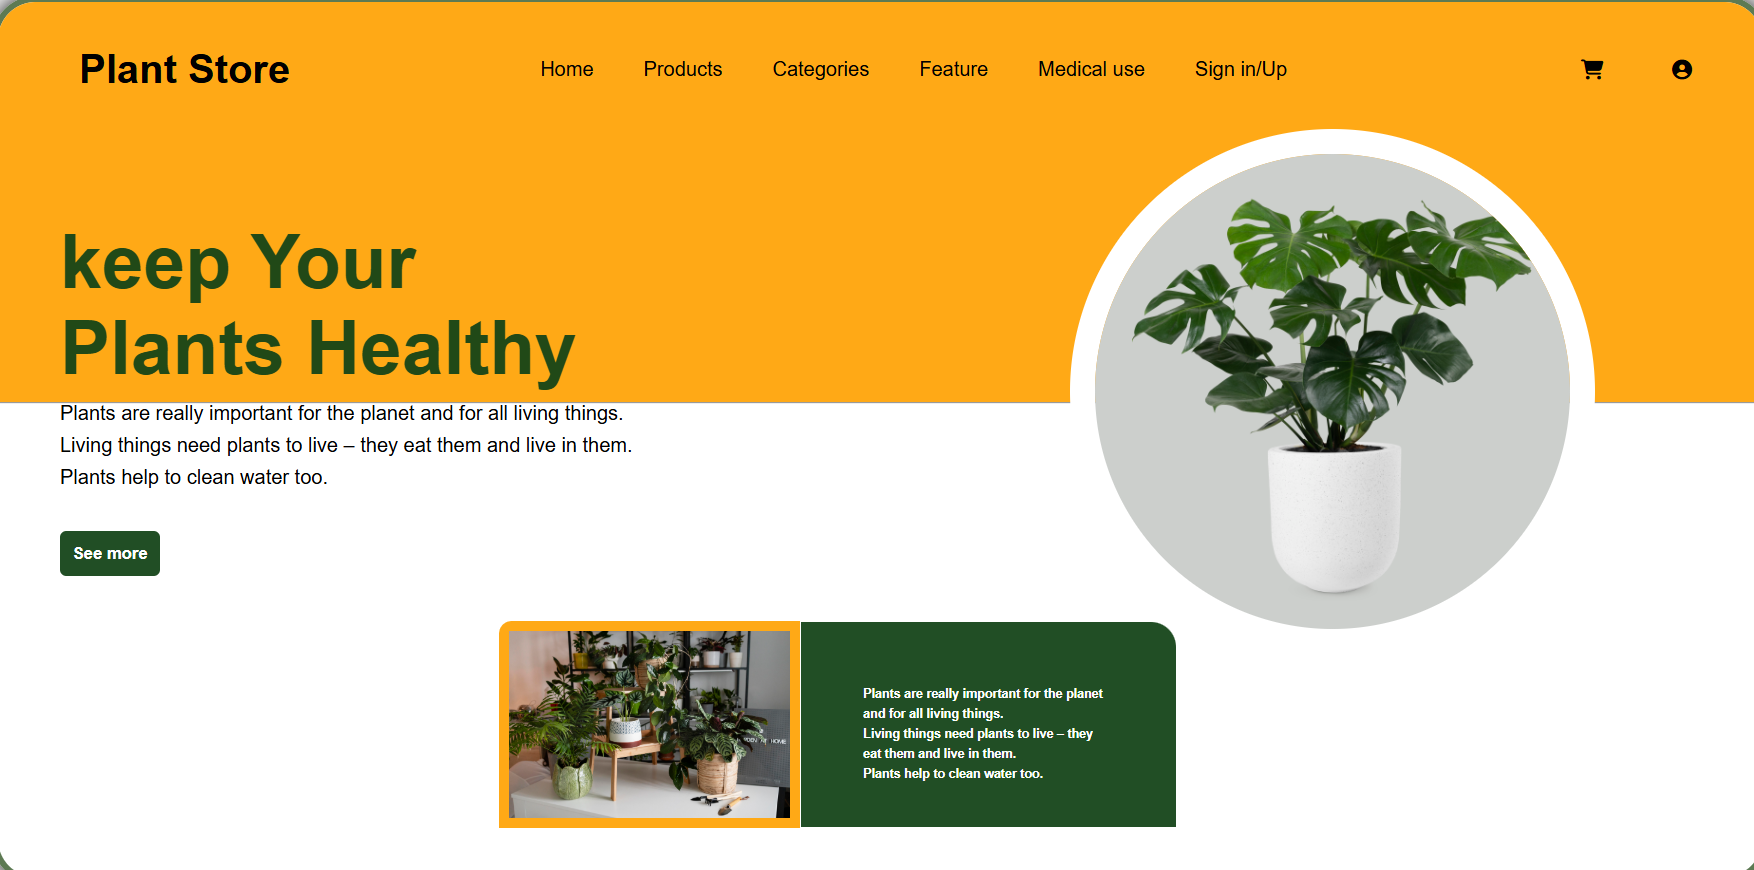 Plant Store
Home Products Categories Feature Medical use Sign in/Up
keep Your
Plants Healthy
Plants are really important for the planet and for all living things.
Living things need plants to live – they eat them and live in them.
Plants help to clean water too.
See more
HOME
Plants are really important for the planet
and for all living things.
Living things need plants to live – they
eat them and live in them.
Plants help to clean water too.